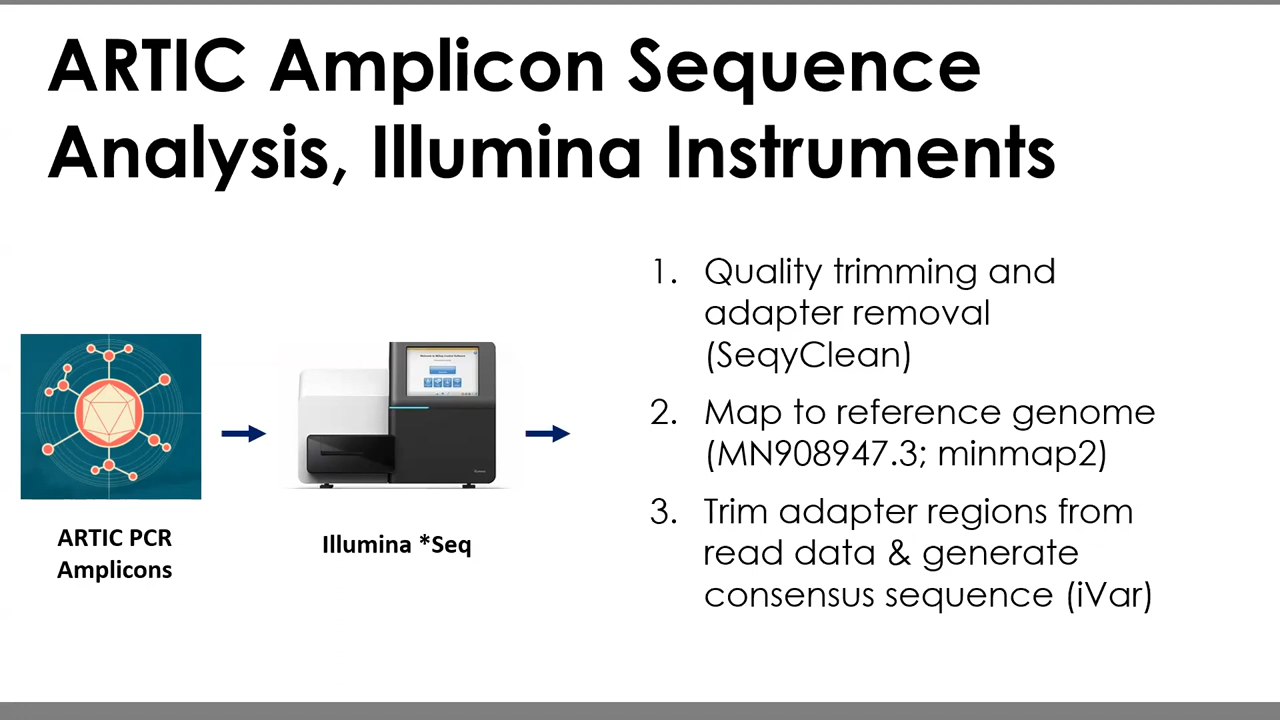 ARTIC Amplicon Sequence
Analysis, Illumina Instruments
ARTIC PCR
Amplicons
Illumina *Seq
1. Quality trimming and
adapter removal
(SeqyClean)
2. Map to reference genome
(MN908947.3; minmap2)
3. Trim adapter regions from
read data & generate
consensus sequence (iVar)